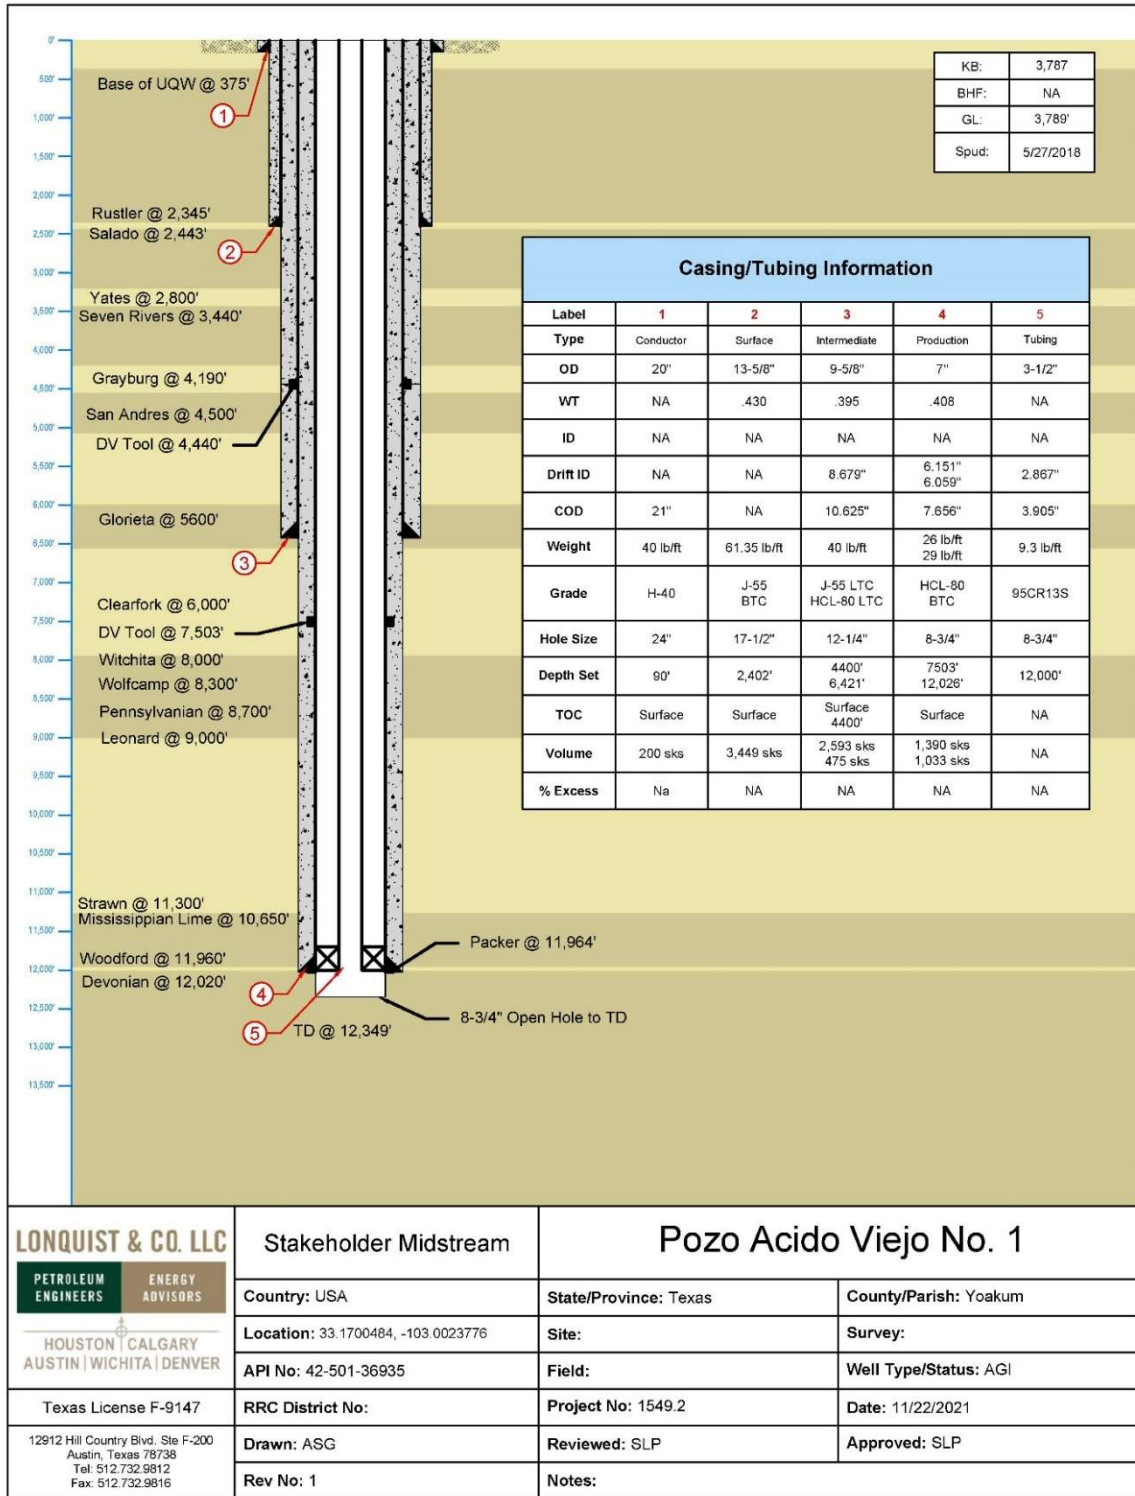 0'
500'
1,000'
1,500'
2,000'
2,500'
3,000'
3,500'
4,000'
4,500'
5,000'
5,500'
6,000'
6,500'
7,000'
7,500'
8,000'
8,500'
9,000'
9,500'
10,000'
10,500'
11,000'
11,500'
12,000'
12,500'
13,000'
13,500'
Base of UQW @ 375'
1
Rustler @ 2,345'
Salado @ 2,443'
2
Yates @ 2,800'
Seven Rivers @ 3,440'
Grayburg @ 4,190'
San Andres @ 4,500'
DV Tool @ 4,440'
Glorieta @ 5600'
3
Clearfork @ 6,000'
DV Tool @ 7,503'
Witchita @ 8,000'
Wolfcamp @ 8,300'
Pennsylvanian @ 8,700'
Leonard @ 9,000'
Strawn @ 11,300'
Mississippian Lime @ 10,650'
Woodford @ 11,960'
Devonian @ 12,020'
4
5
TD @ 12,349'
Packer @ 11,964'
8-3/4" Open Hole to TD
KB: 3,787
BHF: NA
GL: 3,789'
Spud: 5/27/2018
Casing/Tubing Information
Label 1 2 3 4 5
Type Conductor Surface Intermediate Production Tubing
OD 20" 13-5/8" 9-5/8" 7" 3-1/2"
WT NA .430 .395 .408 NA
ID NA NA NA NA NA
Drift ID NA NA 8.679" 6.151" 6.059" 2.867"
COD 21" NA 10.625" 7.656" 3.905"
Weight 40 lb/ft 61.35 lb/ft 40 lb/ft 26 lb/ft 29 lb/ft 9.3 lb/ft
Grade H-40 J-55 BTC J-55 LTC HCL-80 LTC HCL-80 BTC 95CR13S
Hole Size 24" 17-1/2" 12-1/4" 8-3/4" 8-3/4"
Depth Set 90' 2,402' 4400' 6,421' 7503' 12,026' 12,000'
TOC Surface Surface Surface 4400' Surface NA
Volume 200 sks 3,449 sks 2,593 sks 475 sks 1,390 sks 1,033 sks NA
% Excess Na NA NA NA NA
LONQUIST & CO. LLC
PETROLEUM ENGINEERS
ENERGY ADVISORS
HOUSTON | CALGARY
AUSTIN | WICHITA | DENVER
Texas License F-9147
12912 Hill Country Blvd. Ste F-200
Austin, Texas 78738
Tel: 512.732.9812
Fax: 512.732.9816
Stakeholder Midstream
Pozo Acido Viejo No. 1
Country: USA
State/Province: Texas
County/Parish: Yoakum
Location: 33.1700484, -103.0023776
Site:
Survey:
API No: 42-501-36935
Field:
Well Type/Status: AGI
RRC District No:
Project No: 1549.2
Date: 11/22/2021
Drawn: ASG
Reviewed: SLP
Approved: SLP
Rev No: 1
Notes: